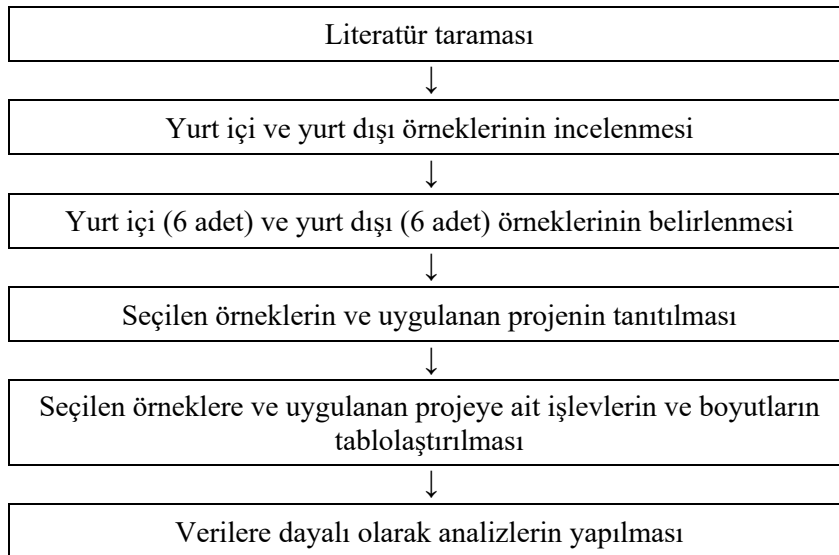 Literatür taraması
↓
Yurt içi ve yurt dışı örneklerinin incelenmesi
↓
Yurt içi (6 adet) ve yurt dışı (6 adet) örneklerinin belirlenmesi
↓
Seçilen örneklerin ve uygulanan projenin tanıtılması
↓
Seçilen örneklere ve uygulanan projeye ait işlevlerin ve boyutların
tablolaştırılması
↓
Verilere dayalı olarak analizlerin yapılması